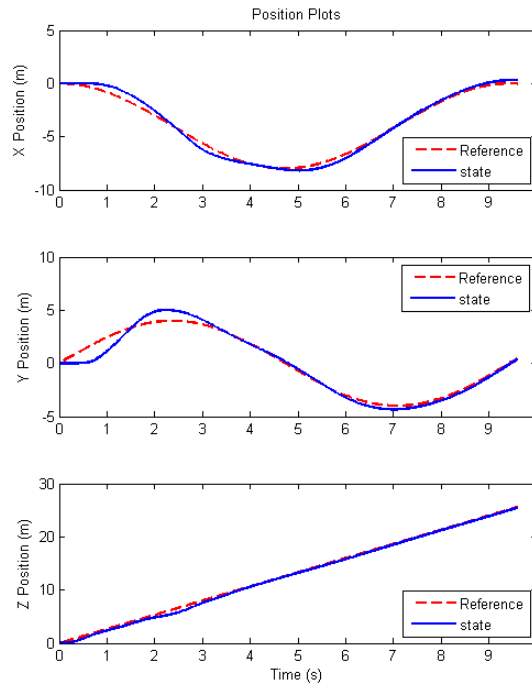 Position Plots
5
0
-5
-10
X Position (m)
0 1 2 3 4 5 6 7 8 9
Reference
state
10
5
0
-5
Y Position (m)
0 1 2 3 4 5 6 7 8 9
Reference
state
30
20
10
0
Z Position (m)
0 1 2 3 4 5 6 7 8 9
Reference
state
Time (s)